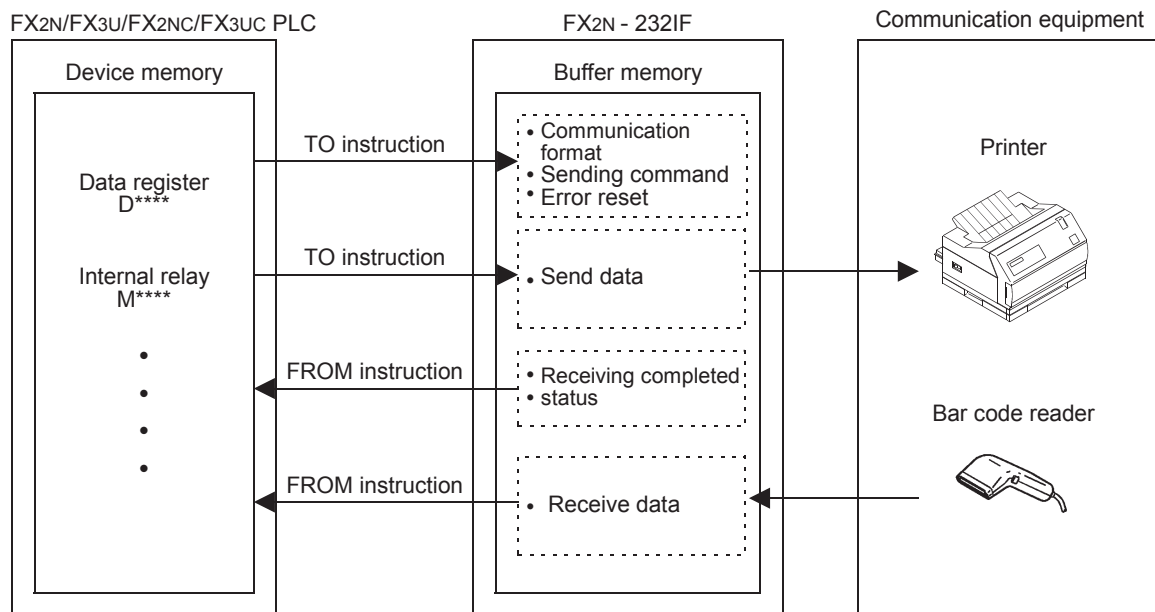 FX2N/FX3U/FX2NC/FX3UC PLC
FX2N - 232IF
Communication equipment
Device memory
Buffer memory
Data register
D****
Internal relay
M****
TO instruction
TO instruction
FROM instruction
FROM instruction
• Communication
format
• Sending command
• Error reset
• Send data
• Receiving completed
• status
• Receive data
Printer
Bar code reader